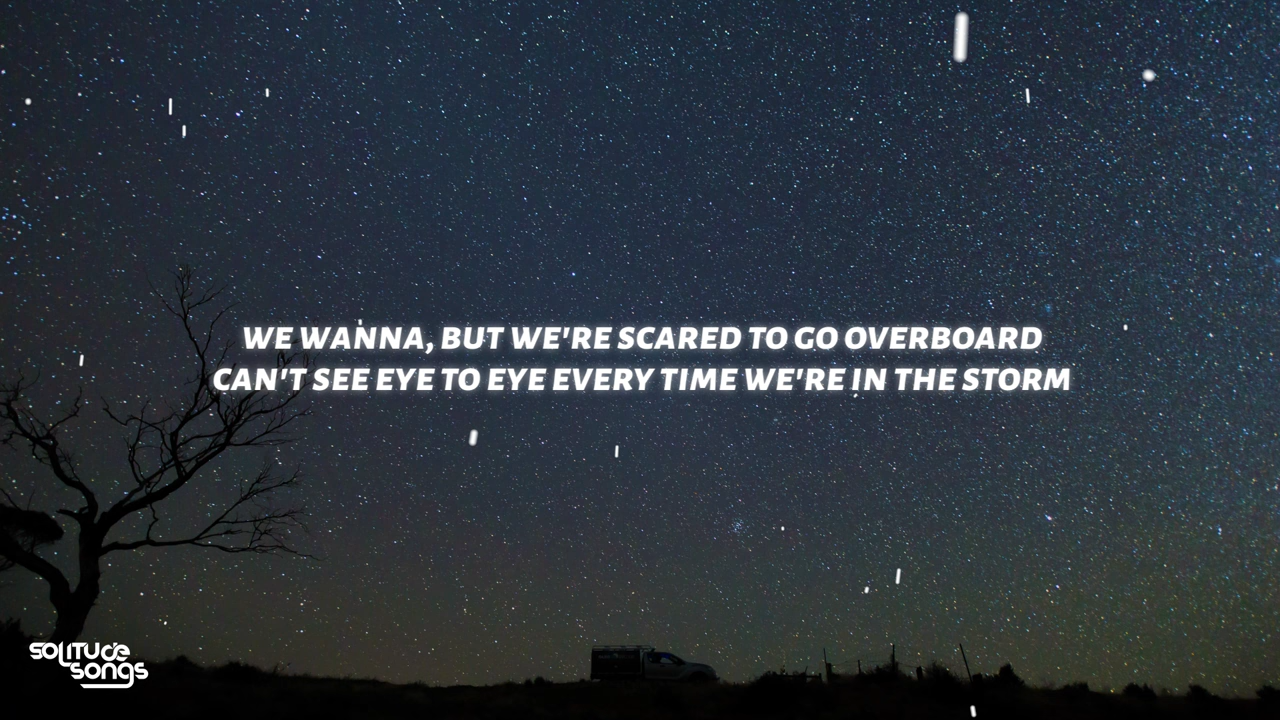 WE WANNA, BUT WE'RE SCARED TO GO OVERBOARD
CAN'T SEE EYE TO EYE EVERY TIME WE'RE IN THE STORM
solitude
songs